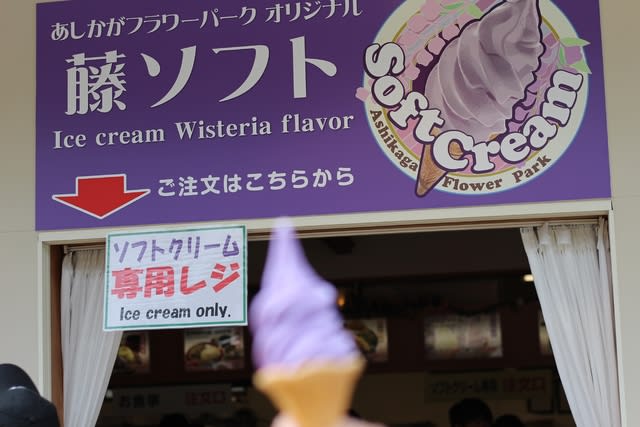 あしかがフラワーパーク オリジナル
藤ソフト
Ice cream Wisteria flavor
ご注文はこちらから
Soft Cream
Ashikaga Flower Park
ソフトクリーム
専用レジ
Ice cream only.